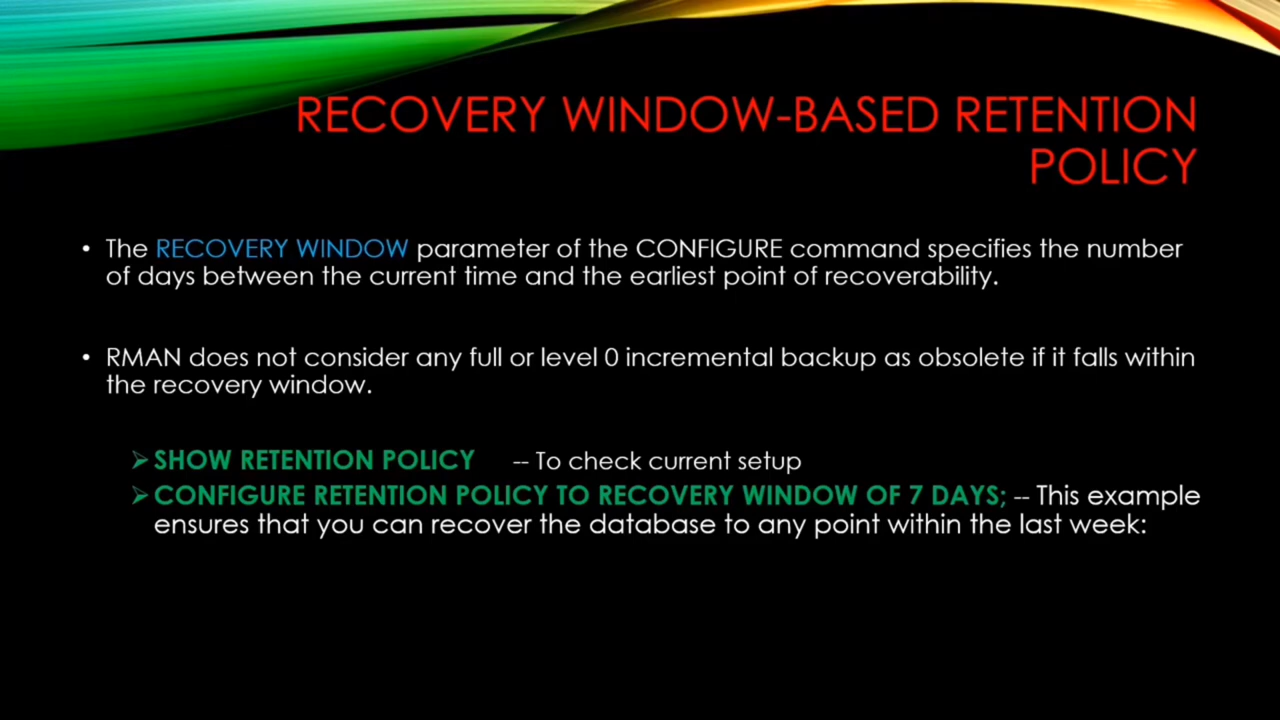 RECOVERY WINDOW-BASED RETENTION
POLICY
• The RECOVERY WINDOW parameter of the CONFIGURE command specifies the number
of days between the current time and the earliest point of recoverability.
• RMAN does not consider any full or level 0 incremental backup as obsolete if it falls within
the recovery window.
➢ SHOW RETENTION POLICY -- To check current setup
➢ CONFIGURE RETENTION POLICY TO RECOVERY WINDOW OF 7 DAYS; -- This example
ensures that you can recover the database to any point within the last week: